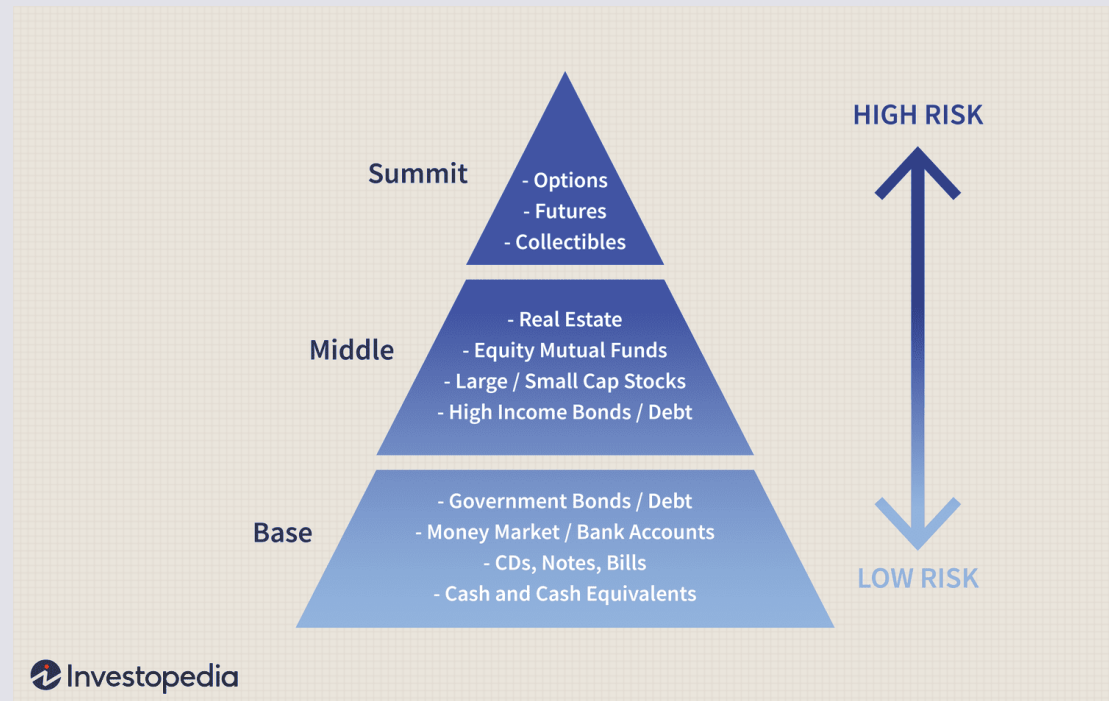 HIGH RISK
Summit
- Options
- Futures
- Collectibles
Middle
- Real Estate
- Equity Mutual Funds
- Large / Small Cap Stocks
- High Income Bonds / Debt
Base
- Government Bonds / Debt
- Money Market / Bank Accounts
- CDs, Notes, Bills
- Cash and Cash Equivalents
LOW RISK
Investopedia